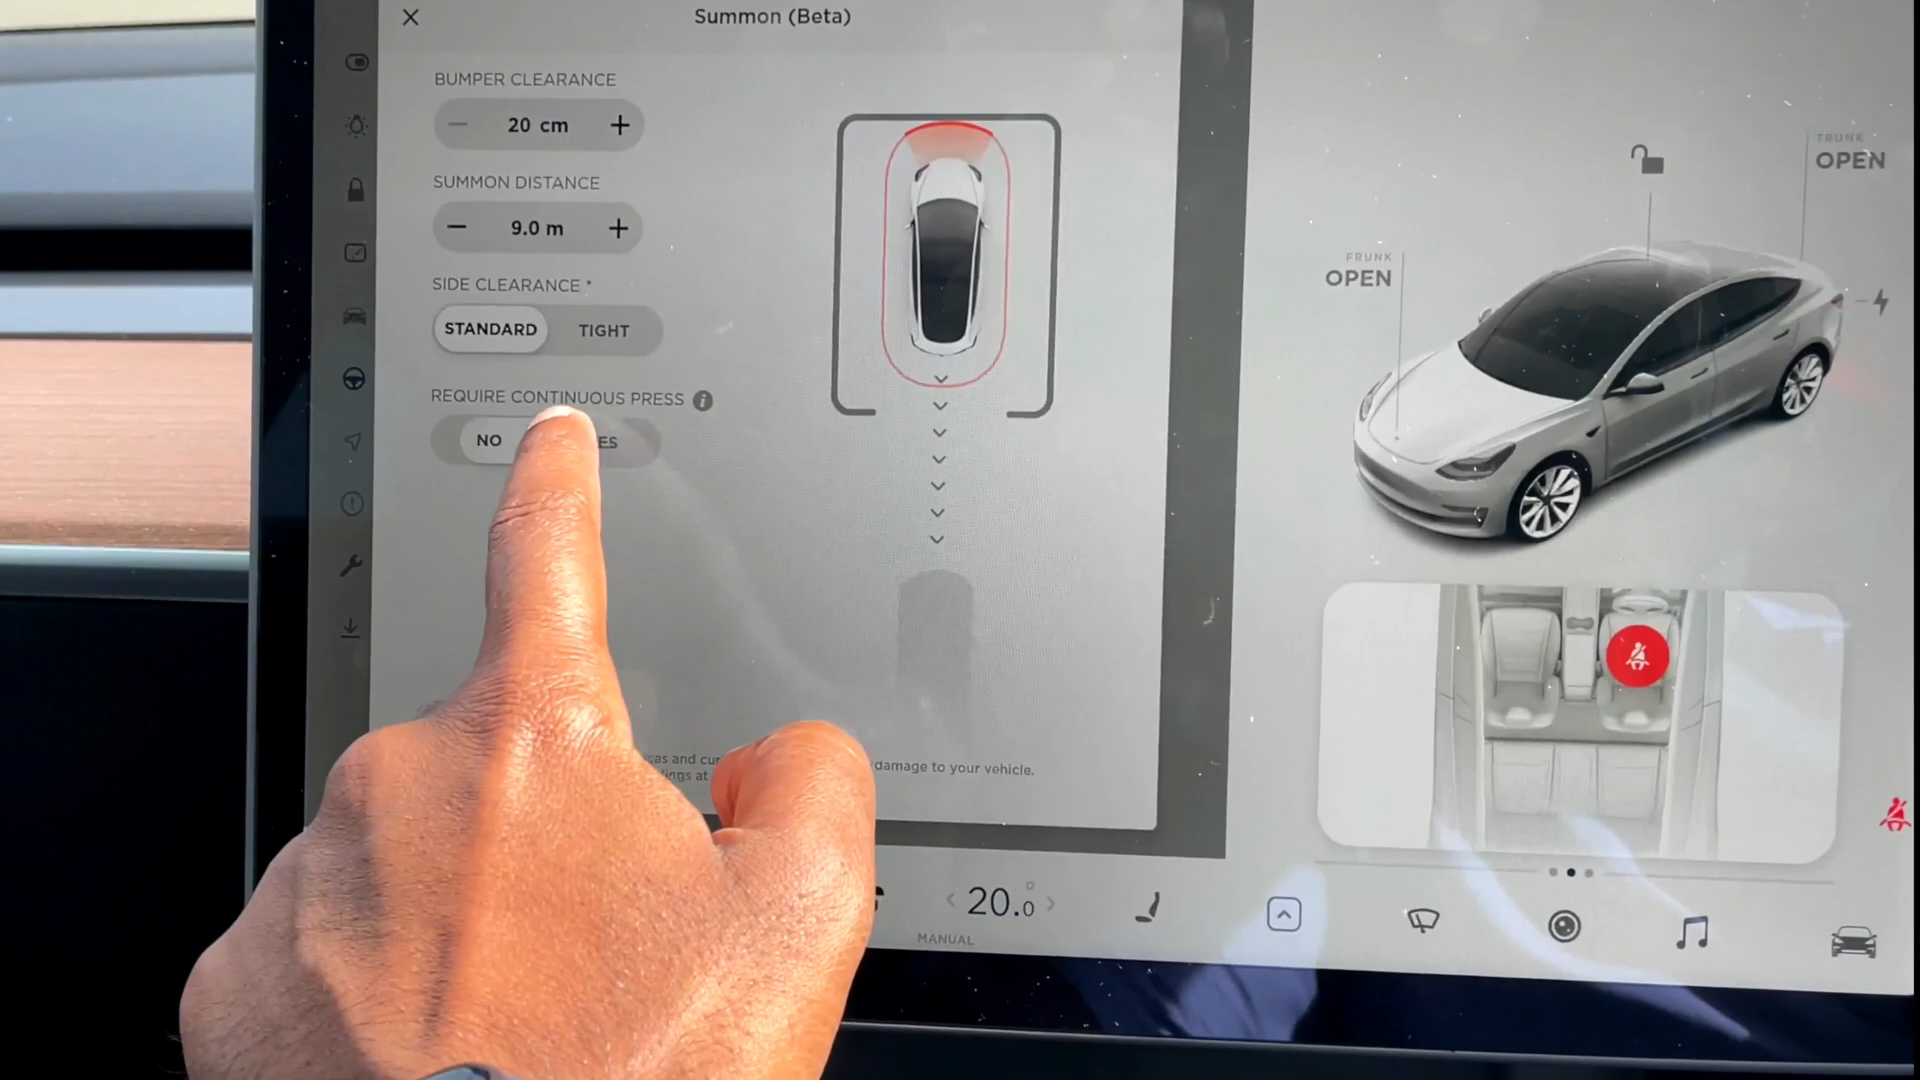 Summon (Beta)
BUMPER CLEARANCE
20 cm
SUMMON DISTANCE
9.0 m
SIDE CLEARANCE *
STANDARD TIGHT
REQUIRE CONTINUOUS PRESS
NO
damage to your vehicle.
TRUNK
OPEN
FRUNK
OPEN
20.0
MANUAL